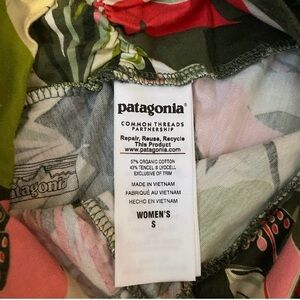 patagonia®
COMMON THREADS
PARTNERSHIP
Repair, Reuse, Recycle
This Product
www.patagonia.com
57% ORGANIC COTTON
43% TENCEL® LYOCELL
EXCLUSIVE OF TRIM
MADE IN VIETNAM
FABRIQUÉ AU VIETNAM
HECHO EN VIETNAM
WOMEN'S
S
tagonia